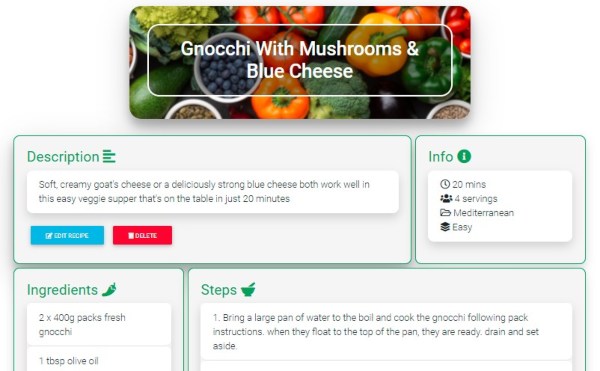 Gnocchi With Mushrooms &
Blue Cheese
Description
Soft, creamy goat's cheese or a deliciously strong blue cheese both work well in
this easy veggie supper that's on the table in just 20 minutes
EDIT RECIPE
DELETE
Info
20 mins
4 servings
Mediterranean
Easy
Ingredients
2 x 400g packs fresh
gnocchi
1 tbsp olive oil
Steps
1. Bring a large pan of water to the boil and cook the gnocchi following pack
instructions. when they float to the top of the pan, they are ready. drain and set
aside.